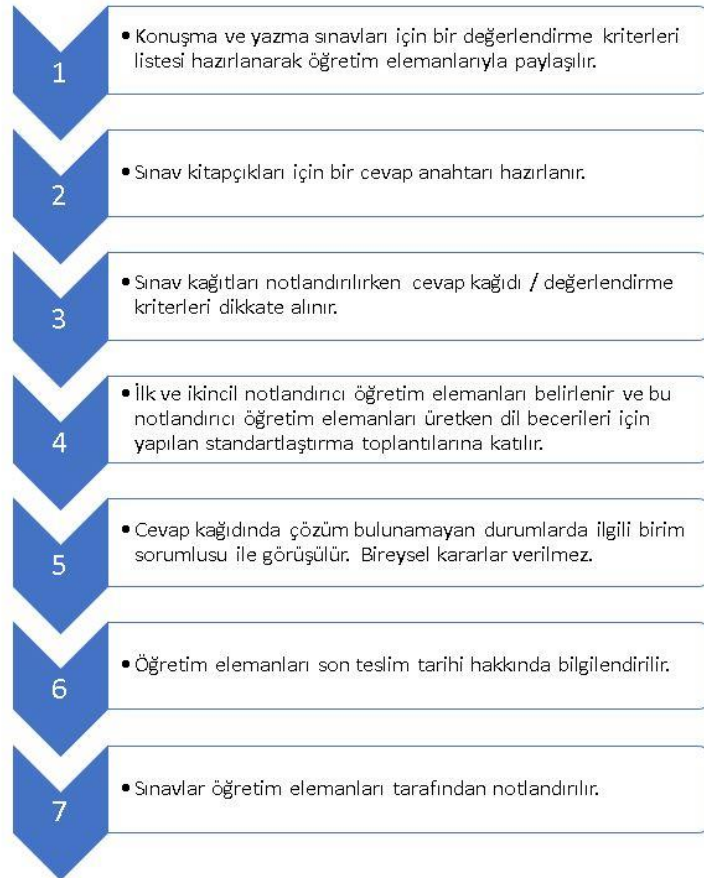 1
• Konuşma ve yazma sınavları için bir değerlendirme kriterleri
listesi hazırlanarak öğretim elemanlarıyla paylaşılır.
2
• Sınav kitapçıkları için bir cevap anahtarı hazırlanır.
3
• Sınav kağıtları notlandırılırken cevap kağıdı / değerlendirme
kriterleri dikkate alınır.
4
• İlk ve ikincil notlandırıcı öğretim elemanları belirlenir ve bu
notlandırıcı öğretim elemanları üretken dil becerileri için
yapılan standartlaştırma toplantılarına katılır.
5
• Cevap kağıdında çözüm bulunamayan durumlarda ilgili birim
sorumlusu ile görüşülür. Bireysel kararlar verilmez.
6
• Öğretim elemanları son teslim tarihi hakkında bilgilendirilir.
7
• Sınavlar öğretim elemanları tarafından notlandırılır.